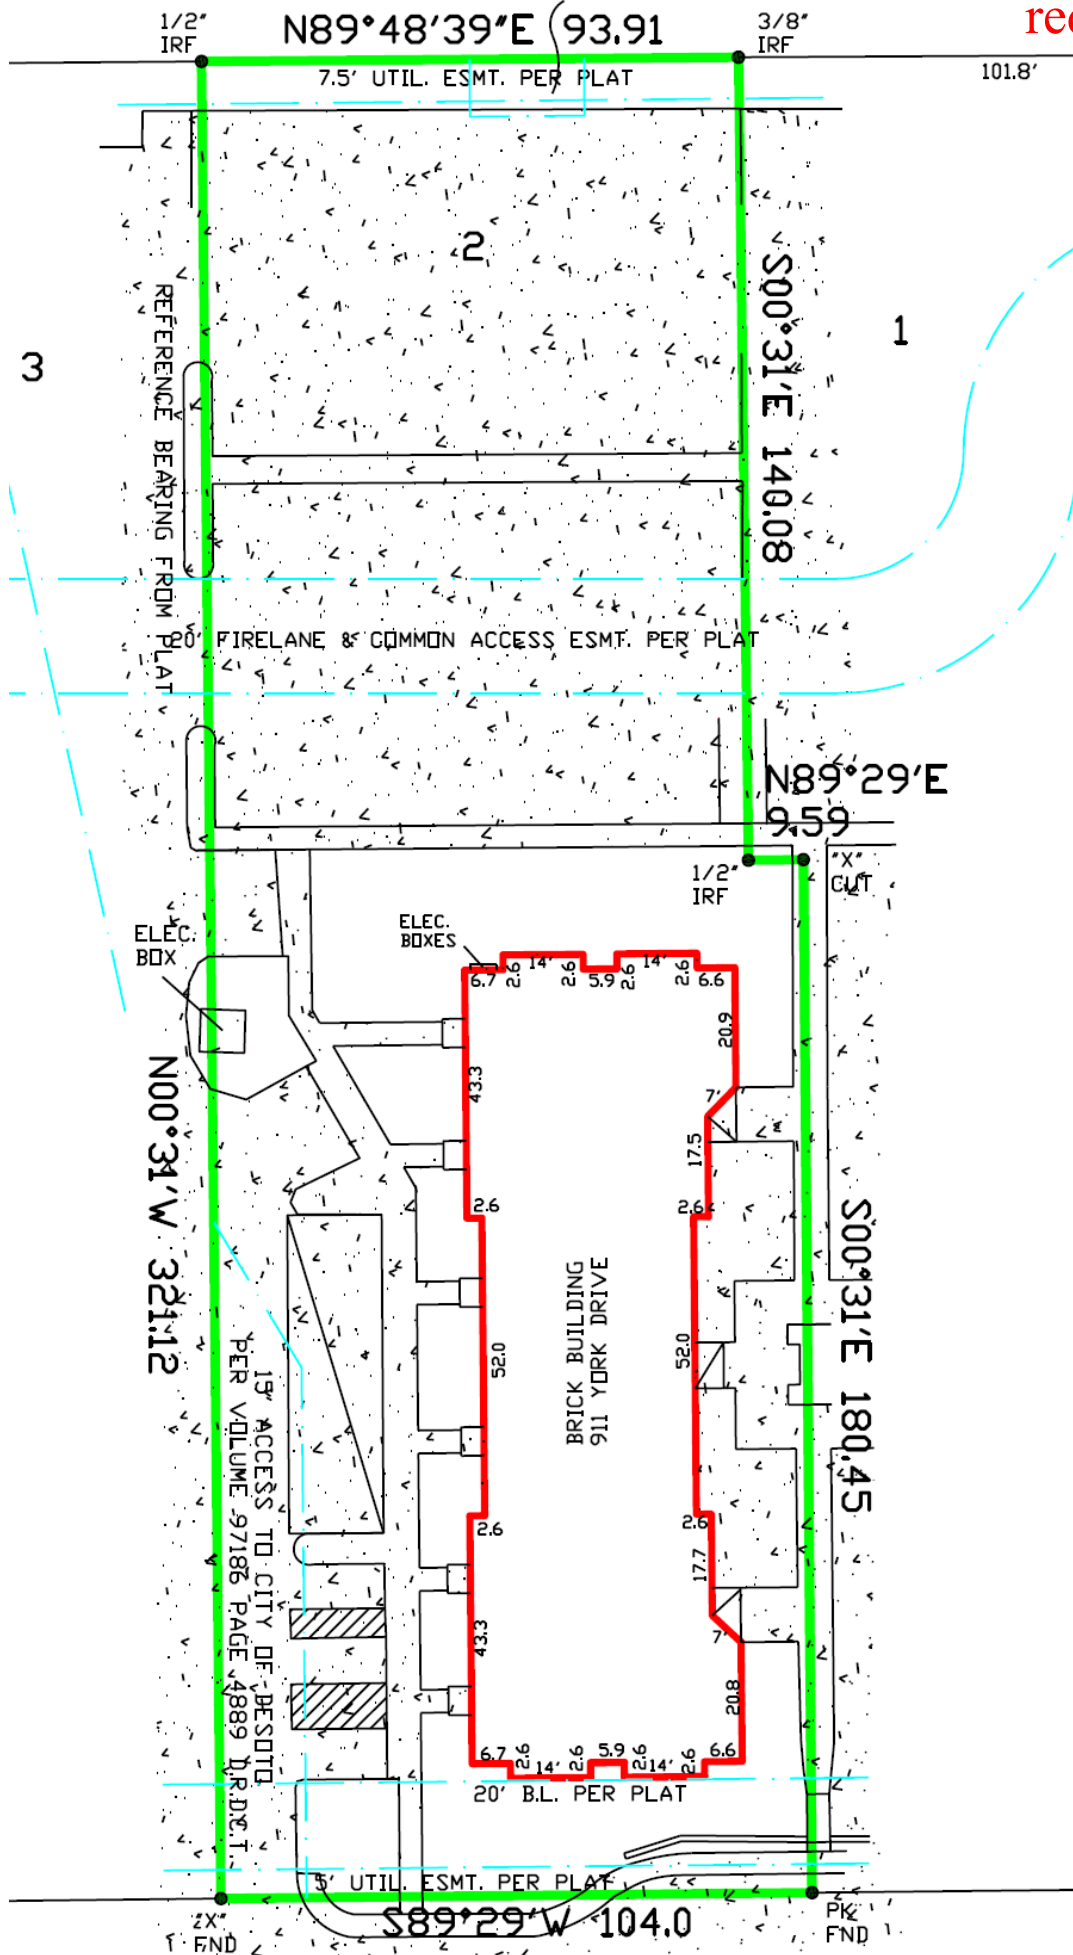 1/2"
IRF
N89°48'39"E 93.91
3/8"
IRF
101.8'
7.5' UTIL. ESMT. PER PLAT
2
S00°31'E 140.08
1
3
REFERENCE BEARING FROM PLAT
20' FIRELANE & COMMON ACCESS ESMT. PER PLAT
N89°29'E
9.59
1/2"
IRF
"X"
CUT
ELEC.
BOX
ELEC.
BOXES
6.7
2.6
14'
2.6
5.9
2.6
14'
2.6
6.6
20.9
43.3
7'
17.5
2.6
2.6
N00°31'W 321.12
S00°31'E 180.45
BRICK BUILDING
911 YORK DRIVE
52.0
52.0
15' ACCESS TO CITY OF DESOTO
PER VOLUME 97186 PAGE 4889 D.R.D.C.T.
2.6
2.6
17.7
43.3
7'
20.8
6.7
2.6
14'
2.6
5.9
2.6
14'
2.6
6.6
20' B.L. PER PLAT
5' UTIL. ESMT. PER PLAT
S89°29'W 104.0
"X"
FND
PK
FND